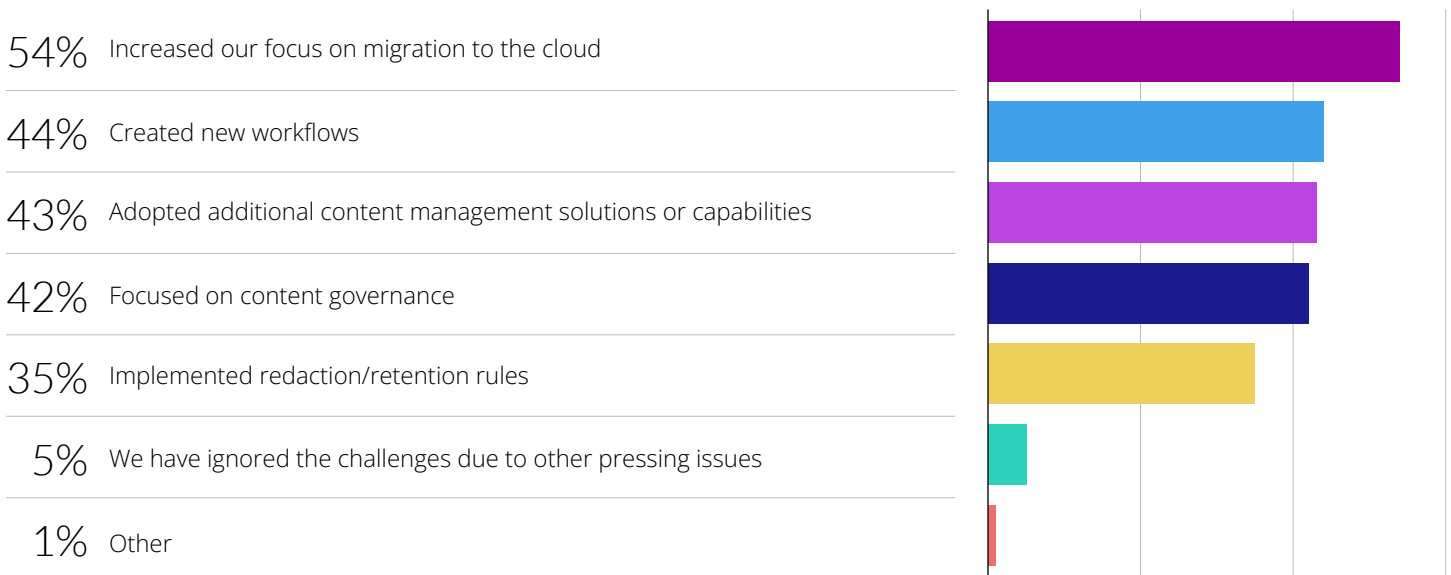 54% Increased our focus on migration to the cloud
44% Created new workflows
43% Adopted additional content management solutions or capabilities
42% Focused on content governance
35% Implemented redaction/retention rules
5% We have ignored the challenges due to other pressing issues
1% Other